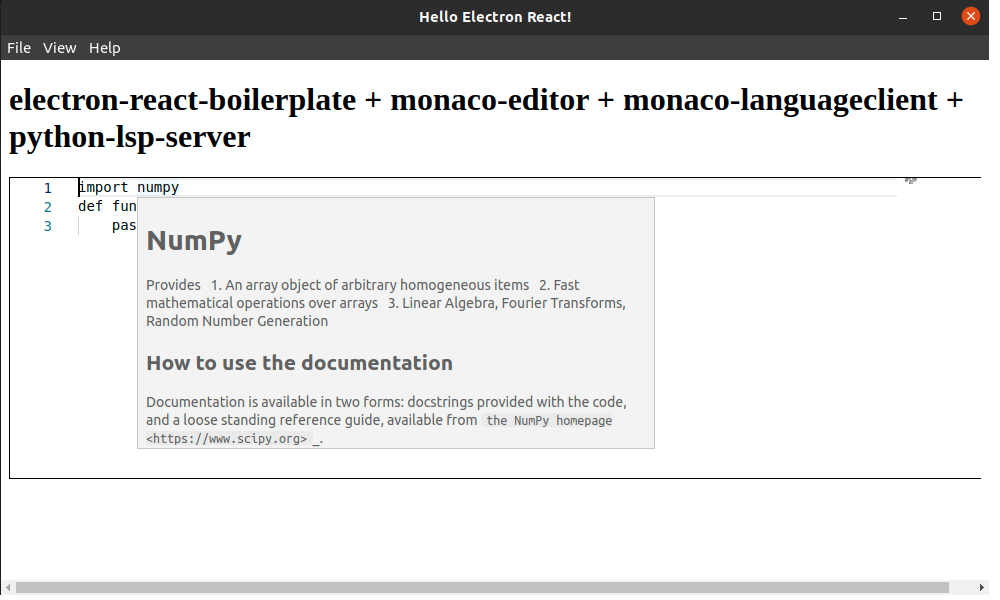 Hello Electron React!
File View Help
electron-react-boilerplate + monaco-editor + monaco-languageclient +
python-lsp-server
1 import numpy
2 def fun
3 pas
NumPy
Provides 1. An array object of arbitrary homogeneous items 2. Fast
mathematical operations over arrays 3. Linear Algebra, Fourier Transforms,
Random Number Generation
How to use the documentation
Documentation is available in two forms: docstrings provided with the code,
and a loose standing reference guide, available from the NumPy homepage
<https://www.scipy.org> _.